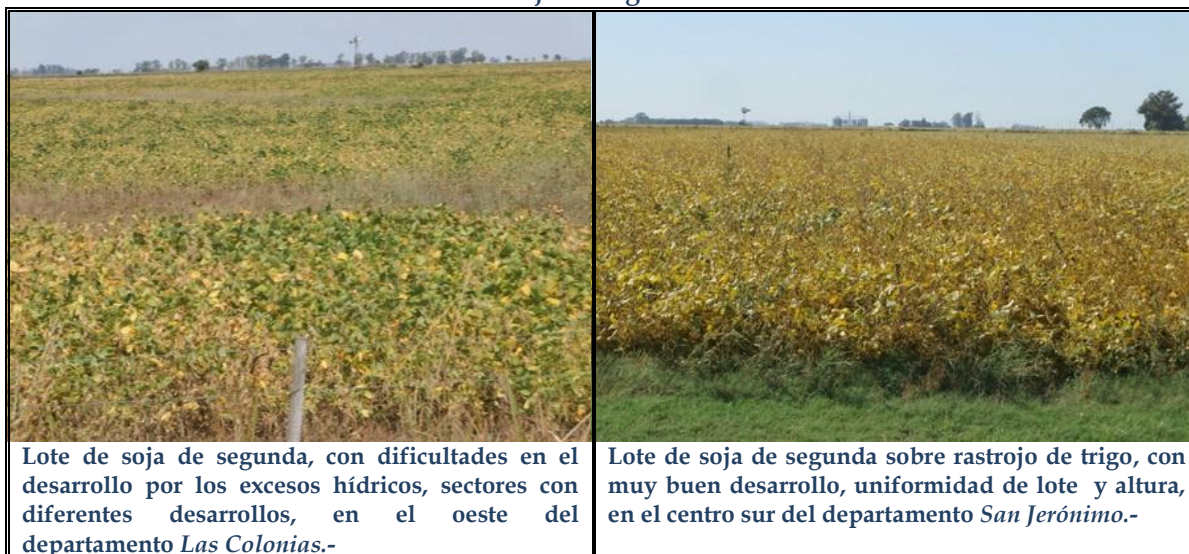 Lote de soja de segunda, con dificultades en el
desarrollo por los excesos hídricos, sectores con
diferentes desarrollos, en el oeste del
departamento Las Colonias.-
Lote de soja de segunda sobre rastrojo de trigo, con
muy buen desarrollo, uniformidad de lote y altura,
en el centro sur del departamento San Jerónimo.-